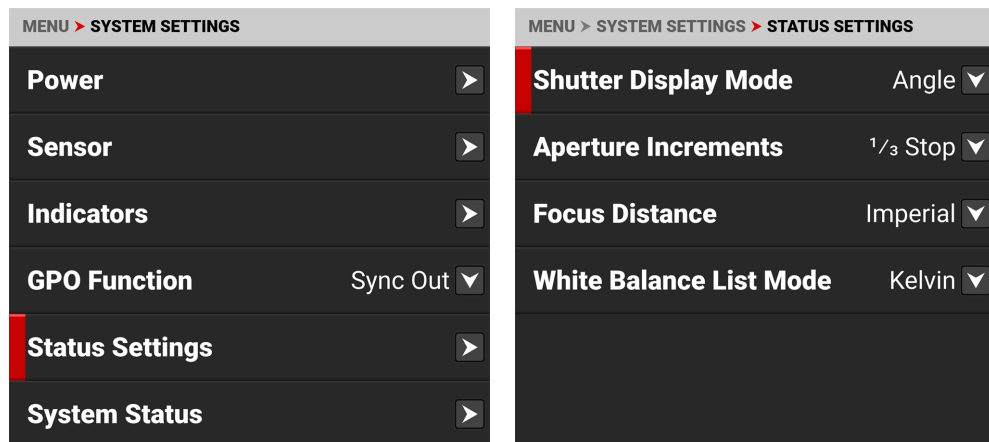 MENU ➤ SYSTEM SETTINGS
Power
Sensor
Indicators
GPO Function Sync Out
Status Settings
System Status
MENU ➤ SYSTEM SETTINGS ➤ STATUS SETTINGS
Shutter Display Mode Angle
Aperture Increments ¹⁄₃ Stop
Focus Distance Imperial
White Balance List Mode Kelvin